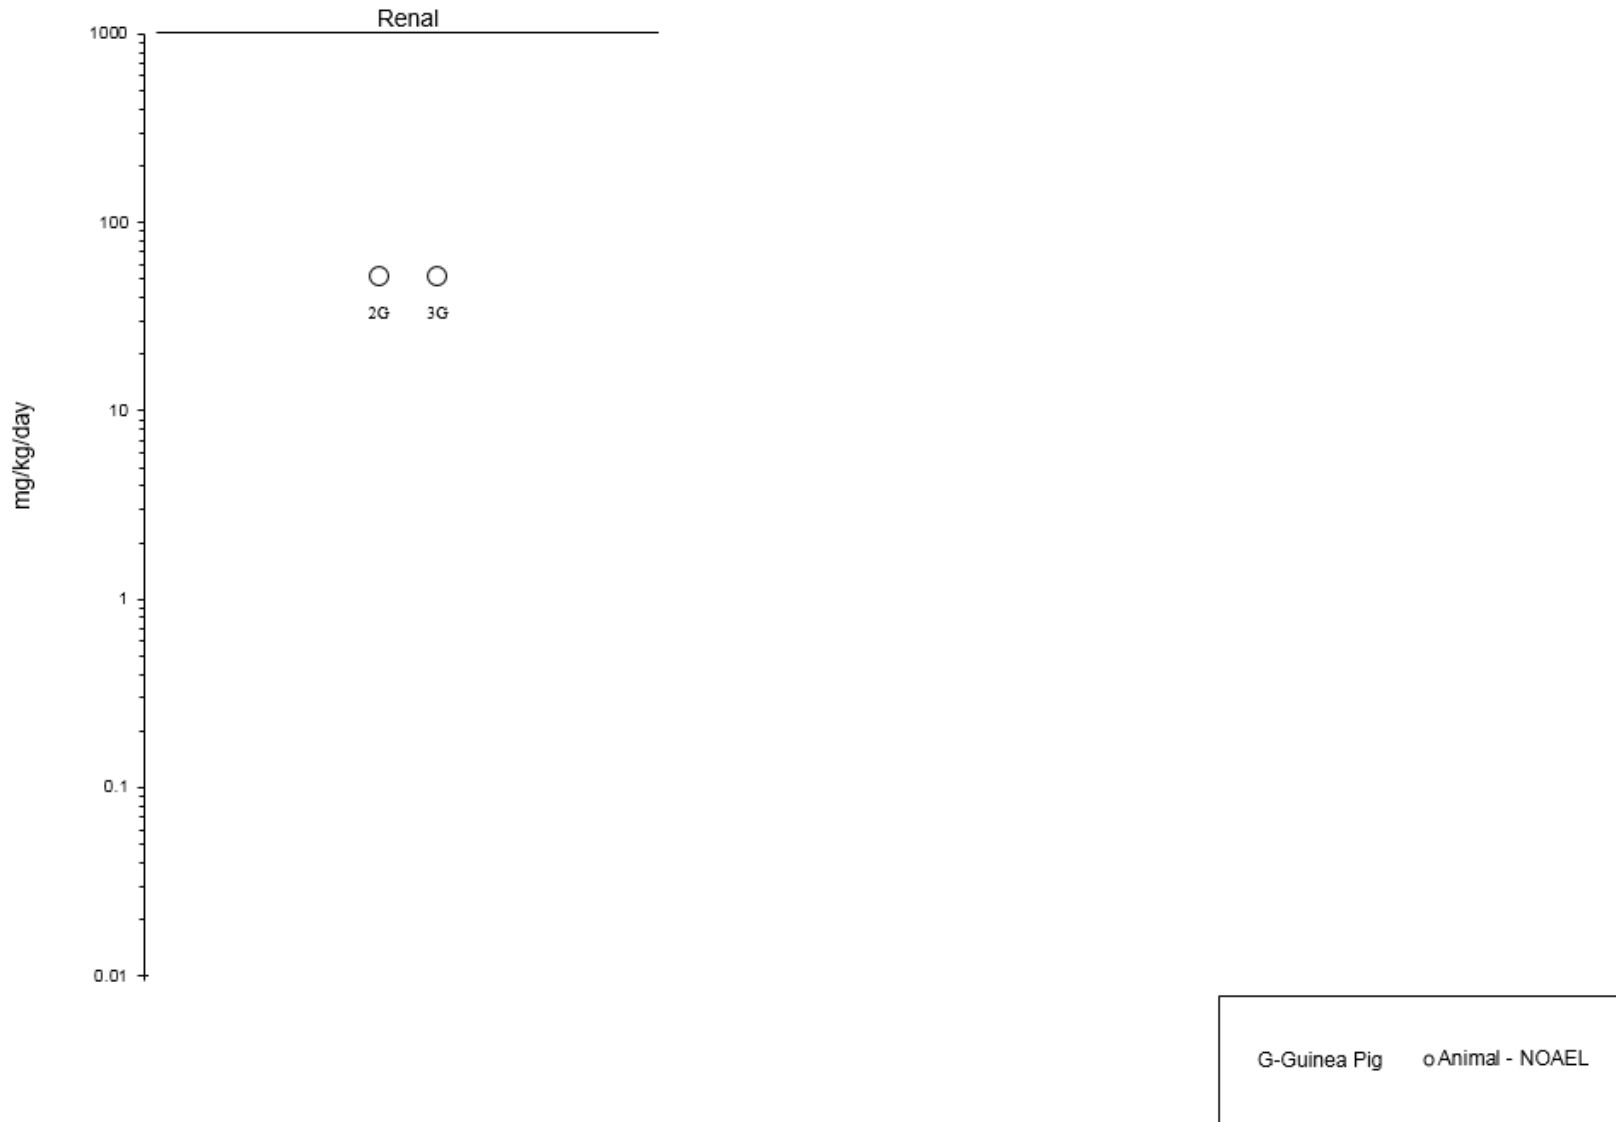 Renal
1000
100
2G 3G
10
mg/kg/day
1
0.1
0.01
G-Guinea Pig o Animal - NOAEL